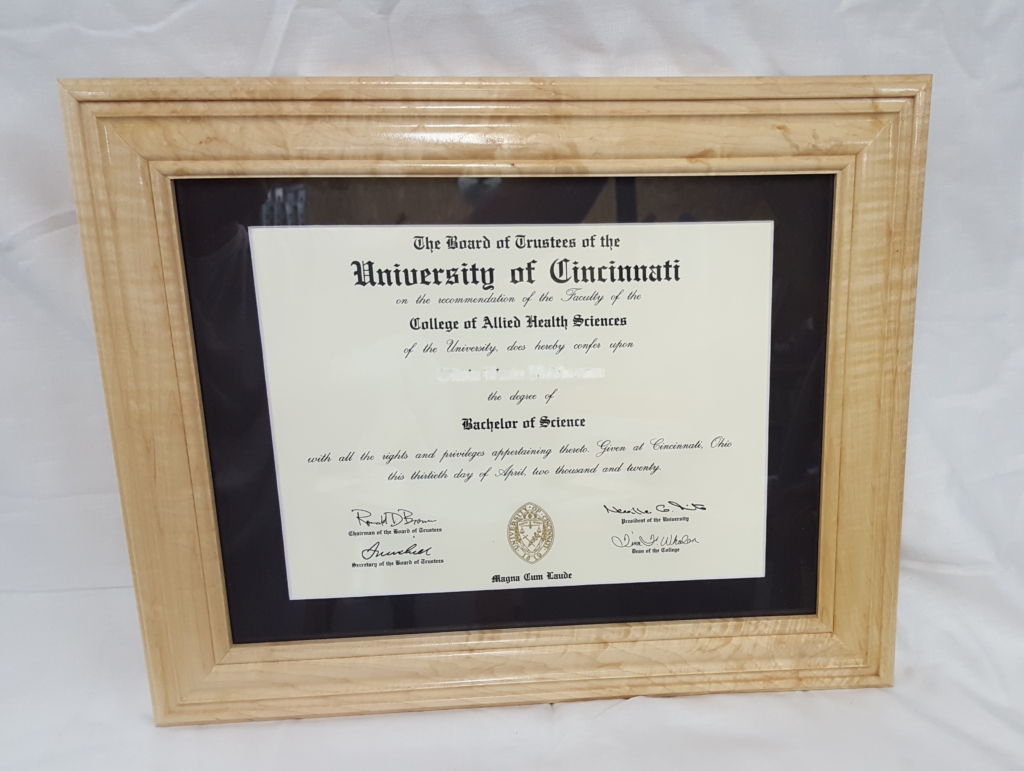 The Board of Trustees of the
University of Cincinnati
on the recommendation of the Faculty of the
College of Allied Health Sciences
of the University, does hereby confer upon
the degree of
Bachelor of Science
with all the rights and privileges appertaining thereto. Given at Cincinnati, Ohio
this thirtieth day of April, two thousand and twenty.
Ronald D Brown
Chairman of the Board of Trustees
Secretary of the Board of Trustees
President of the University
Dean of the College
Magna Cum Laude